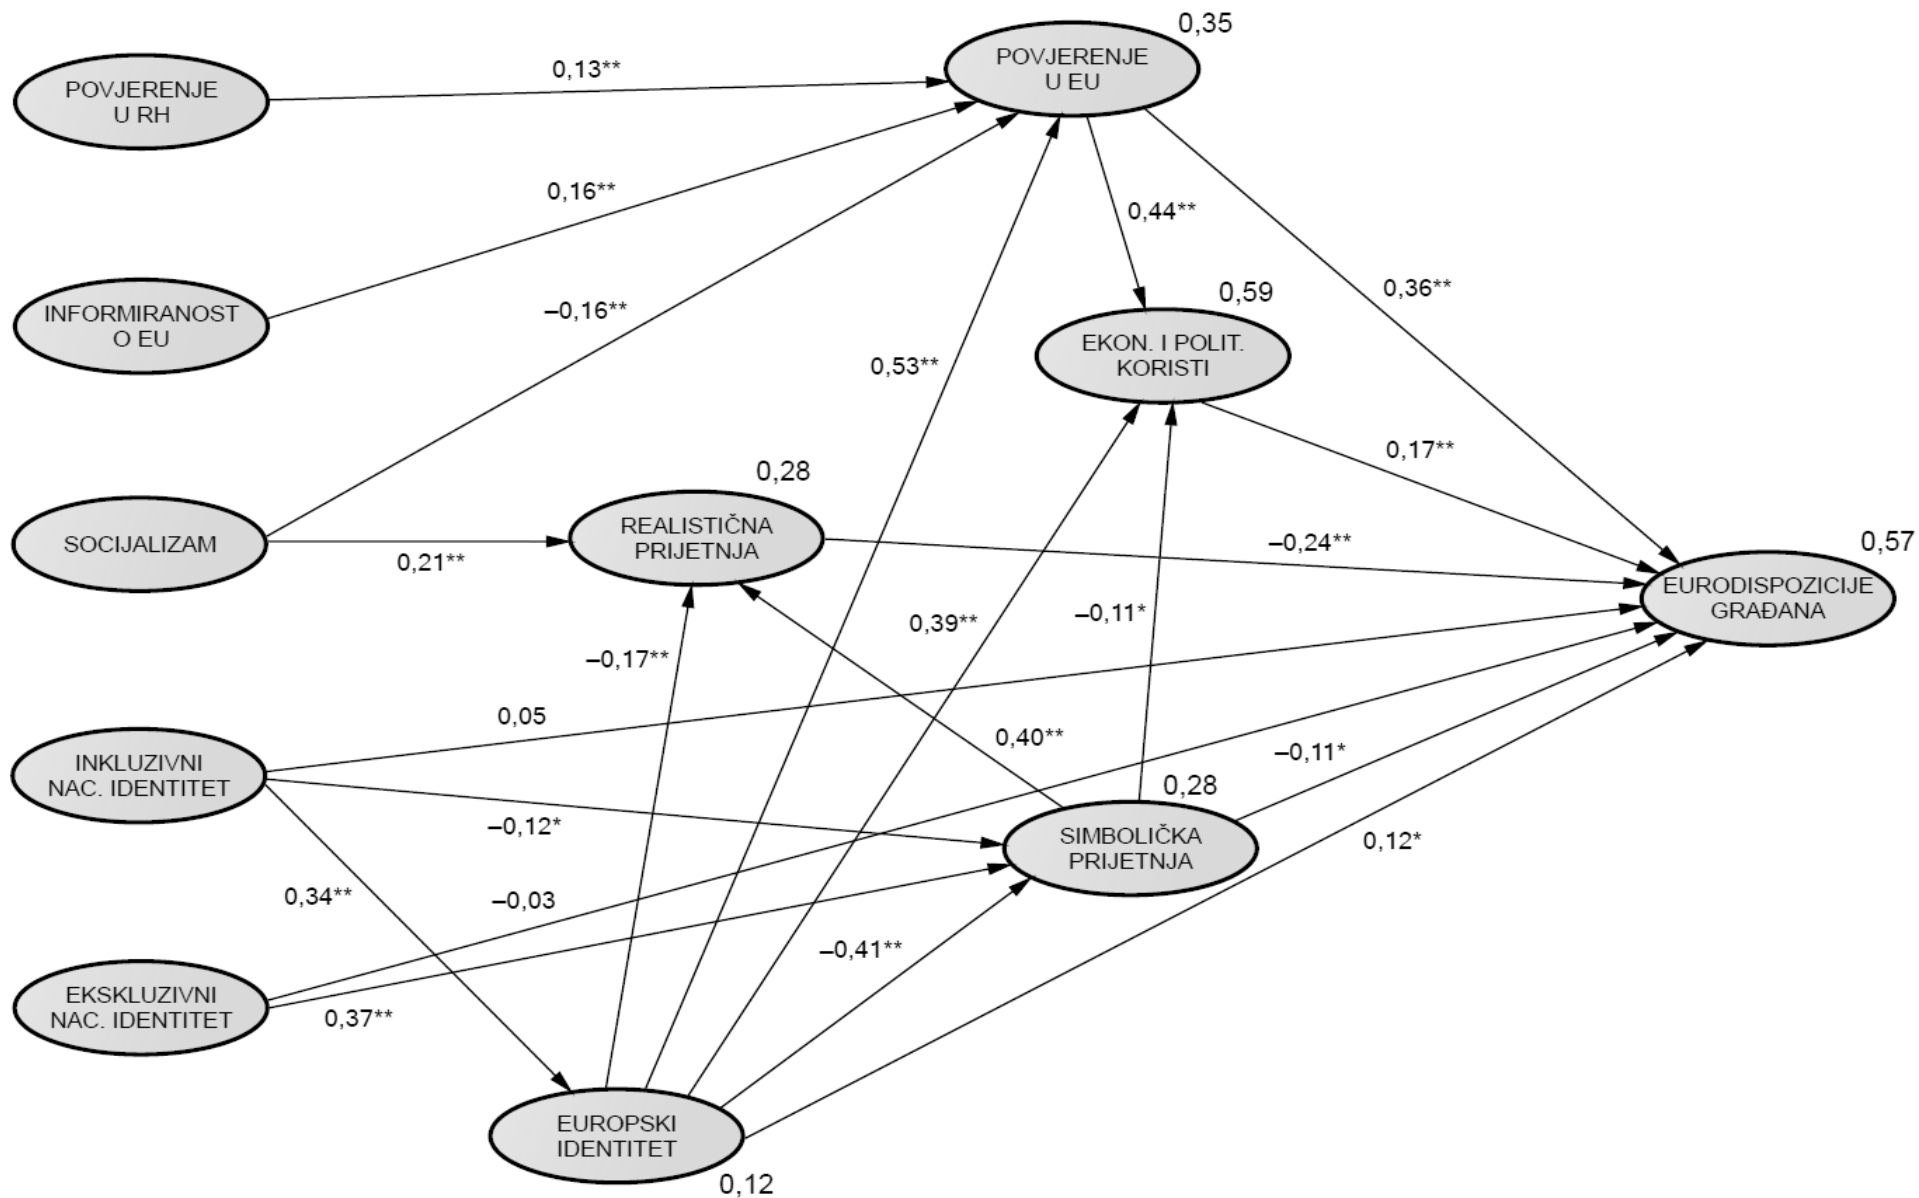 0,35
POVJERENJE
U EU
POVJERENJE
U RH
0,13**
0,16**
0,44**
INFORMIRANOST
O EU
–0,16**
0,36**
0,59
EKON. I POLIT.
KORISTI
0,53**
0,17**
0,28
REALISTIČNA
PRIJETNJA
SOCIJALIZAM
0,21**
–0,24**
0,57
EURODISPOZICIJE
GRAĐANA
0,39**
–0,11*
–0,17**
0,05
0,40**
–0,11*
INKLUZIVNI
NAC. IDENTITET
0,28
SIMBOLIČKA
PRIJETNJA
–0,12*
0,12*
0,34**
–0,03
–0,41**
EKSKLUZIVNI
NAC. IDENTITET
0,37**
EUROPSKI
IDENTITET
0,12